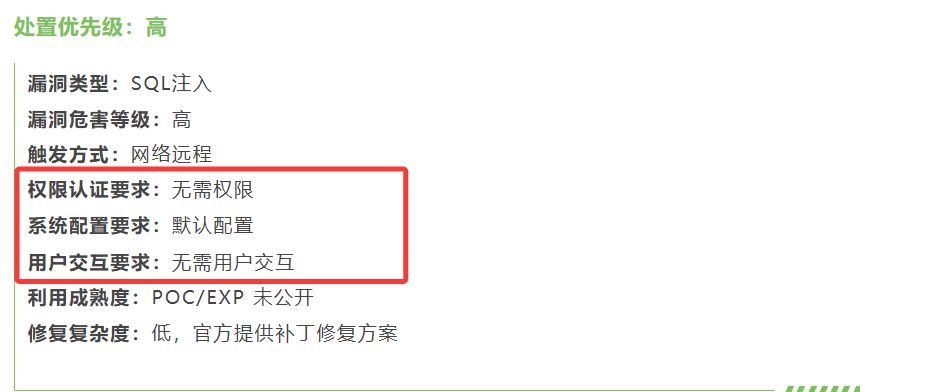 处置优先级：高
漏洞类型：SQL注入
漏洞危害等级：高
触发方式：网络远程
权限认证要求：无需权限
系统配置要求：默认配置
用户交互要求：无需用户交互
利用成熟度：POC/EXP 未公开
修复复杂度：低，官方提供补丁修复方案